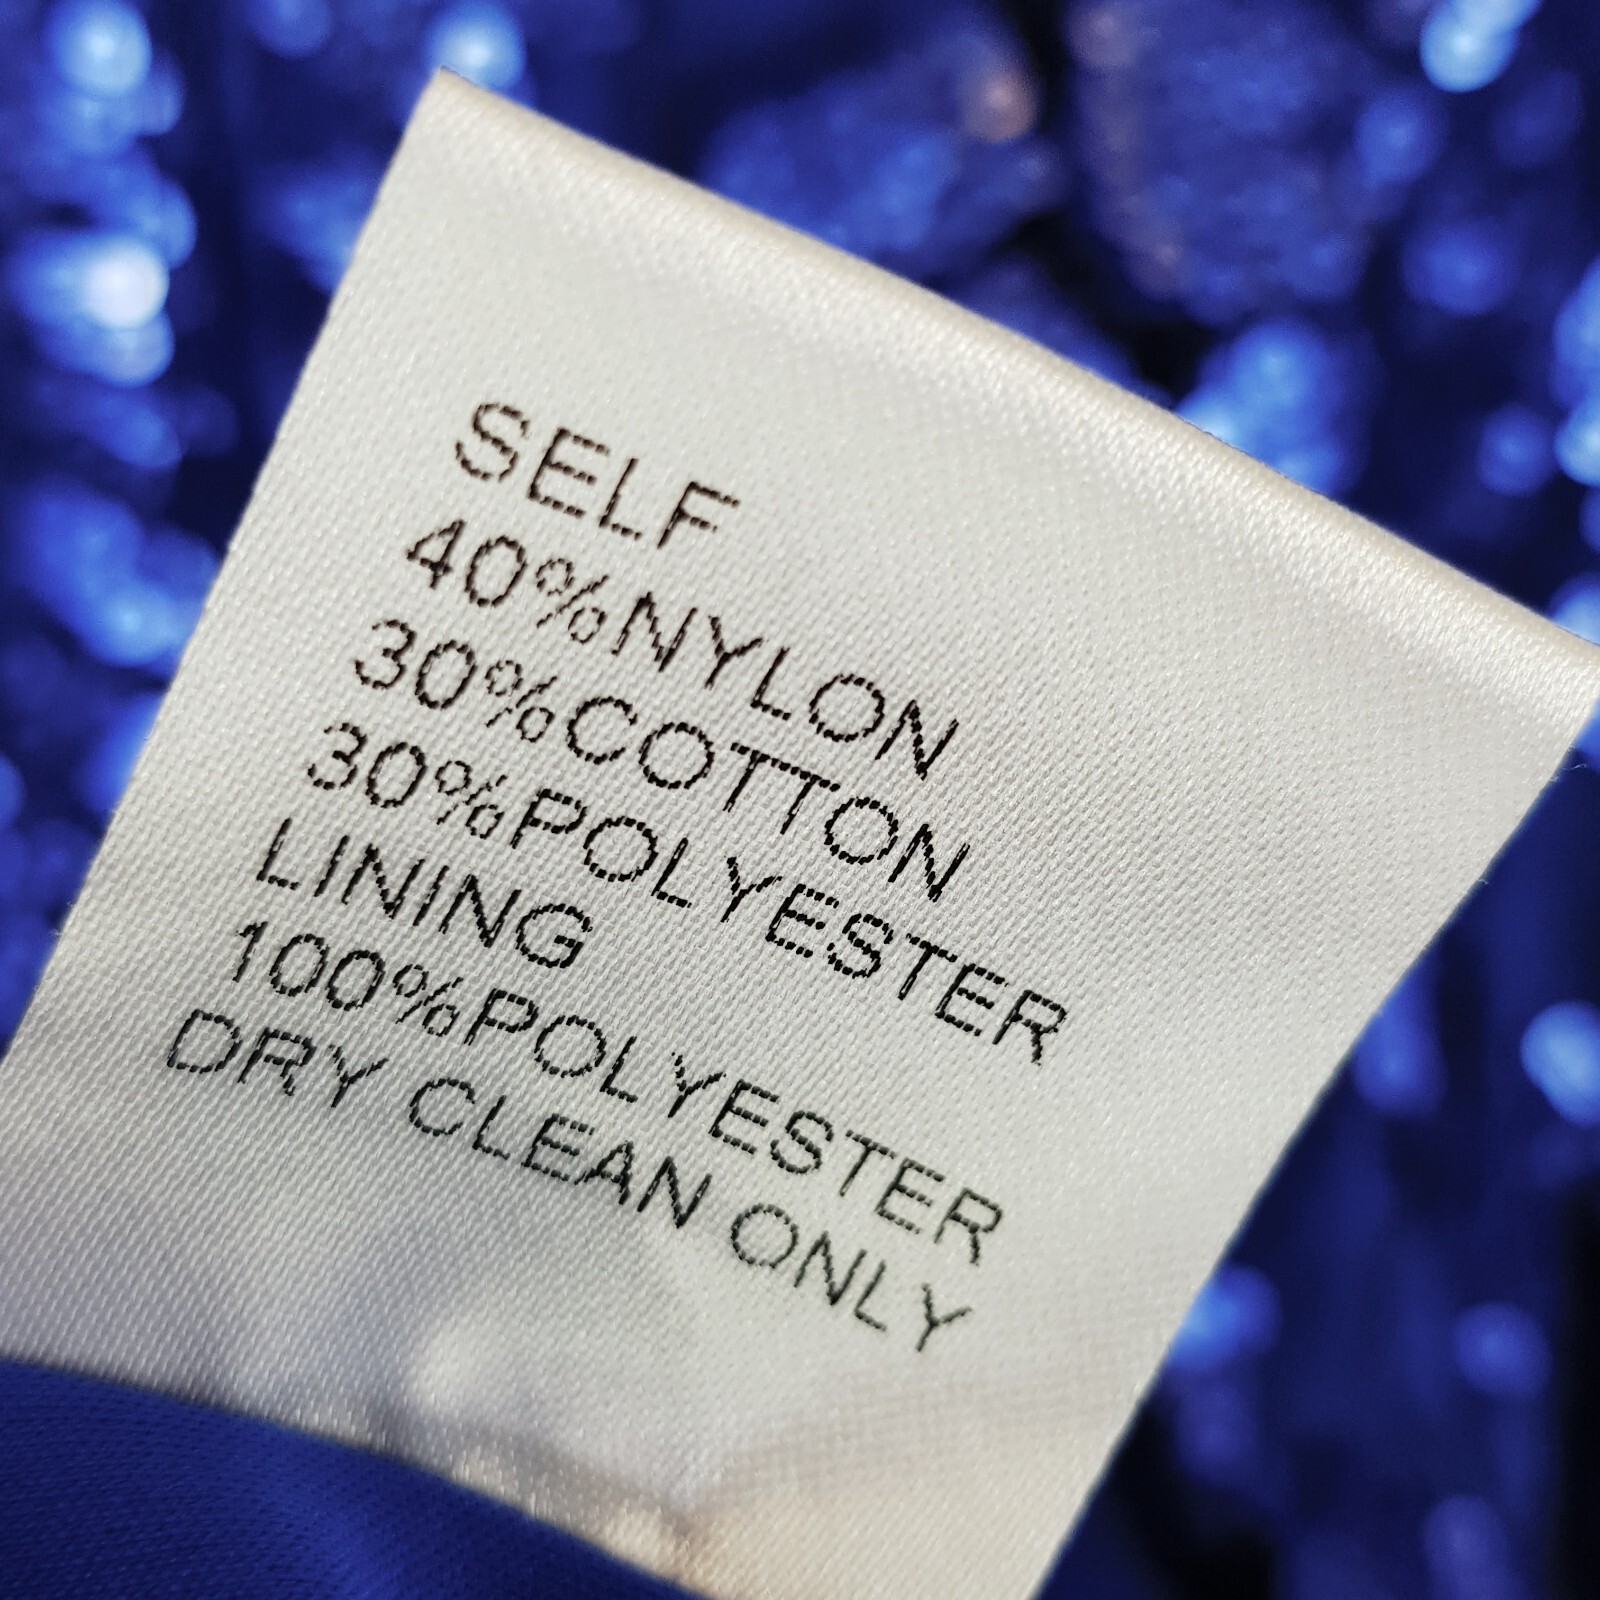 SELF
40%NYLON
30%COTTON
30%POLYESTER
LINING
100%POLYESTER
DRY CLEAN ONLY